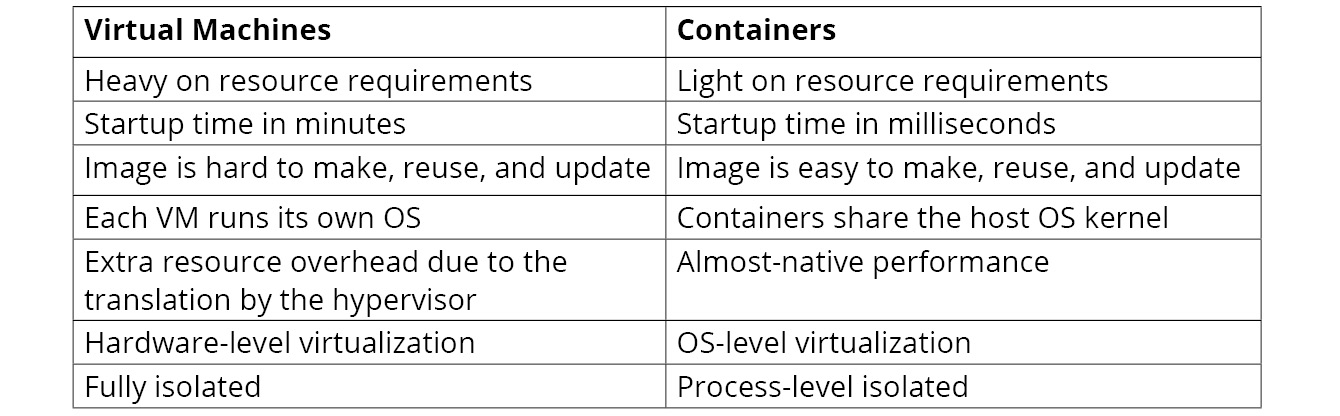 Virtual Machines
Containers
Heavy on resource requirements
Light on resource requirements
Startup time in minutes
Startup time in milliseconds
Image is hard to make, reuse, and update
Image is easy to make, reuse, and update
Each VM runs its own OS
Containers share the host OS kernel
Extra resource overhead due to the
translation by the hypervisor
Almost-native performance
Hardware-level virtualization
OS-level virtualization
Fully isolated
Process-level isolated